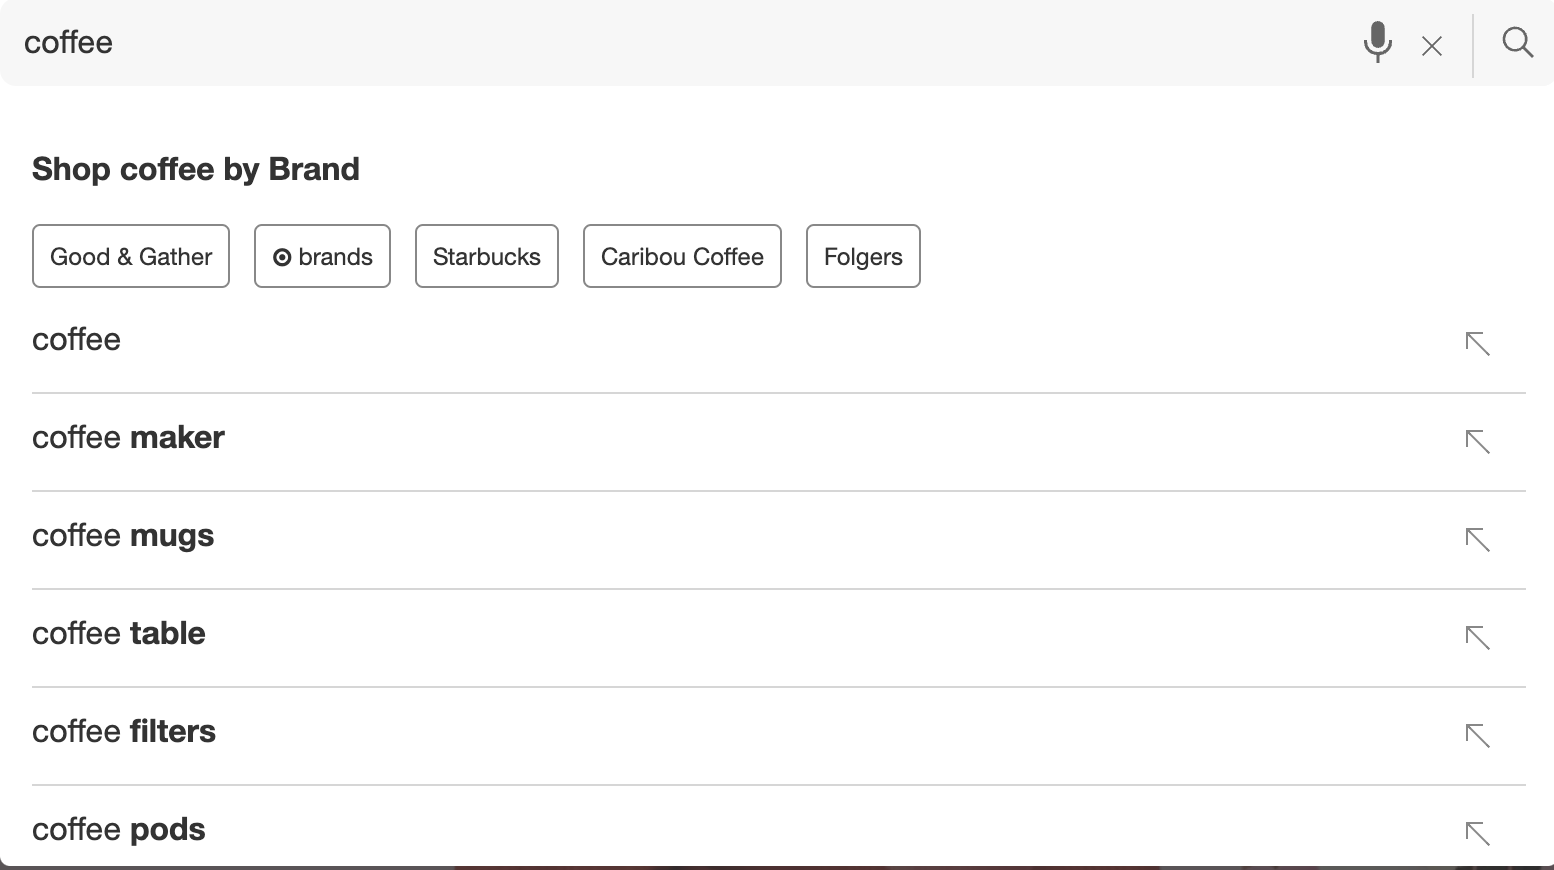 coffee
Shop coffee by Brand
Good & Gather brands Starbucks Caribou Coffee Folgers
coffee
coffee maker
coffee mugs
coffee table
coffee filters
coffee pods